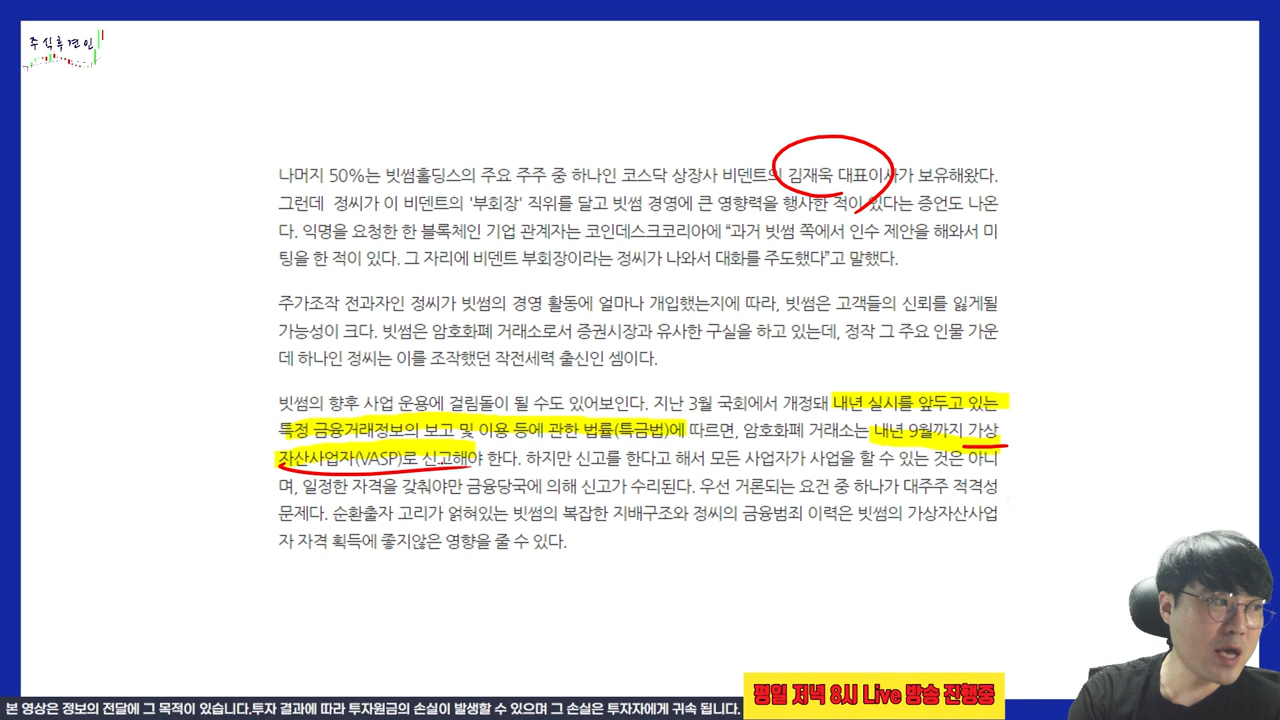 주식후견인
나머지 50%는 빗썸홀딩스의 주요 주주 중 하나인 코스닥 상장사 비덴트의 김재욱 대표이사가 보유해왔다.
그런데 정씨가 이 비덴트의 '부회장' 직위를 달고 빗썸 경영에 큰 영향력을 행사한 적이 있다는 증언도 나온
다. 익명을 요청한 한 블록체인 기업 관계자는 코인데스크코리아에 “과거 빗썸 쪽에서 인수 제안을 해와서 미
팅을 한 적이 있다. 그 자리에 비덴트 부회장이라는 정씨가 나와서 대화를 주도했다”고 말했다.
주가조작 전과자인 정씨가 빗썸의 경영 활동에 얼마나 개입했는지에 따라, 빗썸은 고객들의 신뢰를 잃게될
가능성이 크다. 빗썸은 암호화폐 거래소로서 증권시장과 유사한 구실을 하고 있는데, 정작 그 주요 인물 가운
데 하나인 정씨는 이를 조작했던 작전세력 출신인 셈이다.
빗썸의 향후 사업 운용에 걸림돌이 될 수도 있어보인다. 지난 3월 국회에서 개정돼 내년 실시를 앞두고 있는
특정 금융거래정보의 보고 및 이용 등에 관한 법률(특금법)에 따르면, 암호화폐 거래소는 내년 9월까지 가상
자산사업자(VASP)로 신고해야 한다. 하지만 신고를 한다고 해서 모든 사업자가 사업을 할 수 있는 것은 아니
며, 일정한 자격을 갖춰야만 금융당국에 의해 신고가 수리된다. 우선 거론되는 요건 중 하나가 대주주 적격성
문제다. 순환출자 고리가 얽혀있는 빗썸의 복잡한 지배구조와 정씨의 금융범죄 이력은 빗썸의 가상자산사업
자 자격 획득에 좋지않은 영향을 줄 수 있다.
평일 저녁 8시 Live 방송 진행중
본 영상은 정보의 전달에 그 목적이 있습니다.투자 결과에 따라 투자원금의 손실이 발생할 수 있으며 그 손실은 투자자에게 귀속 됩니다.